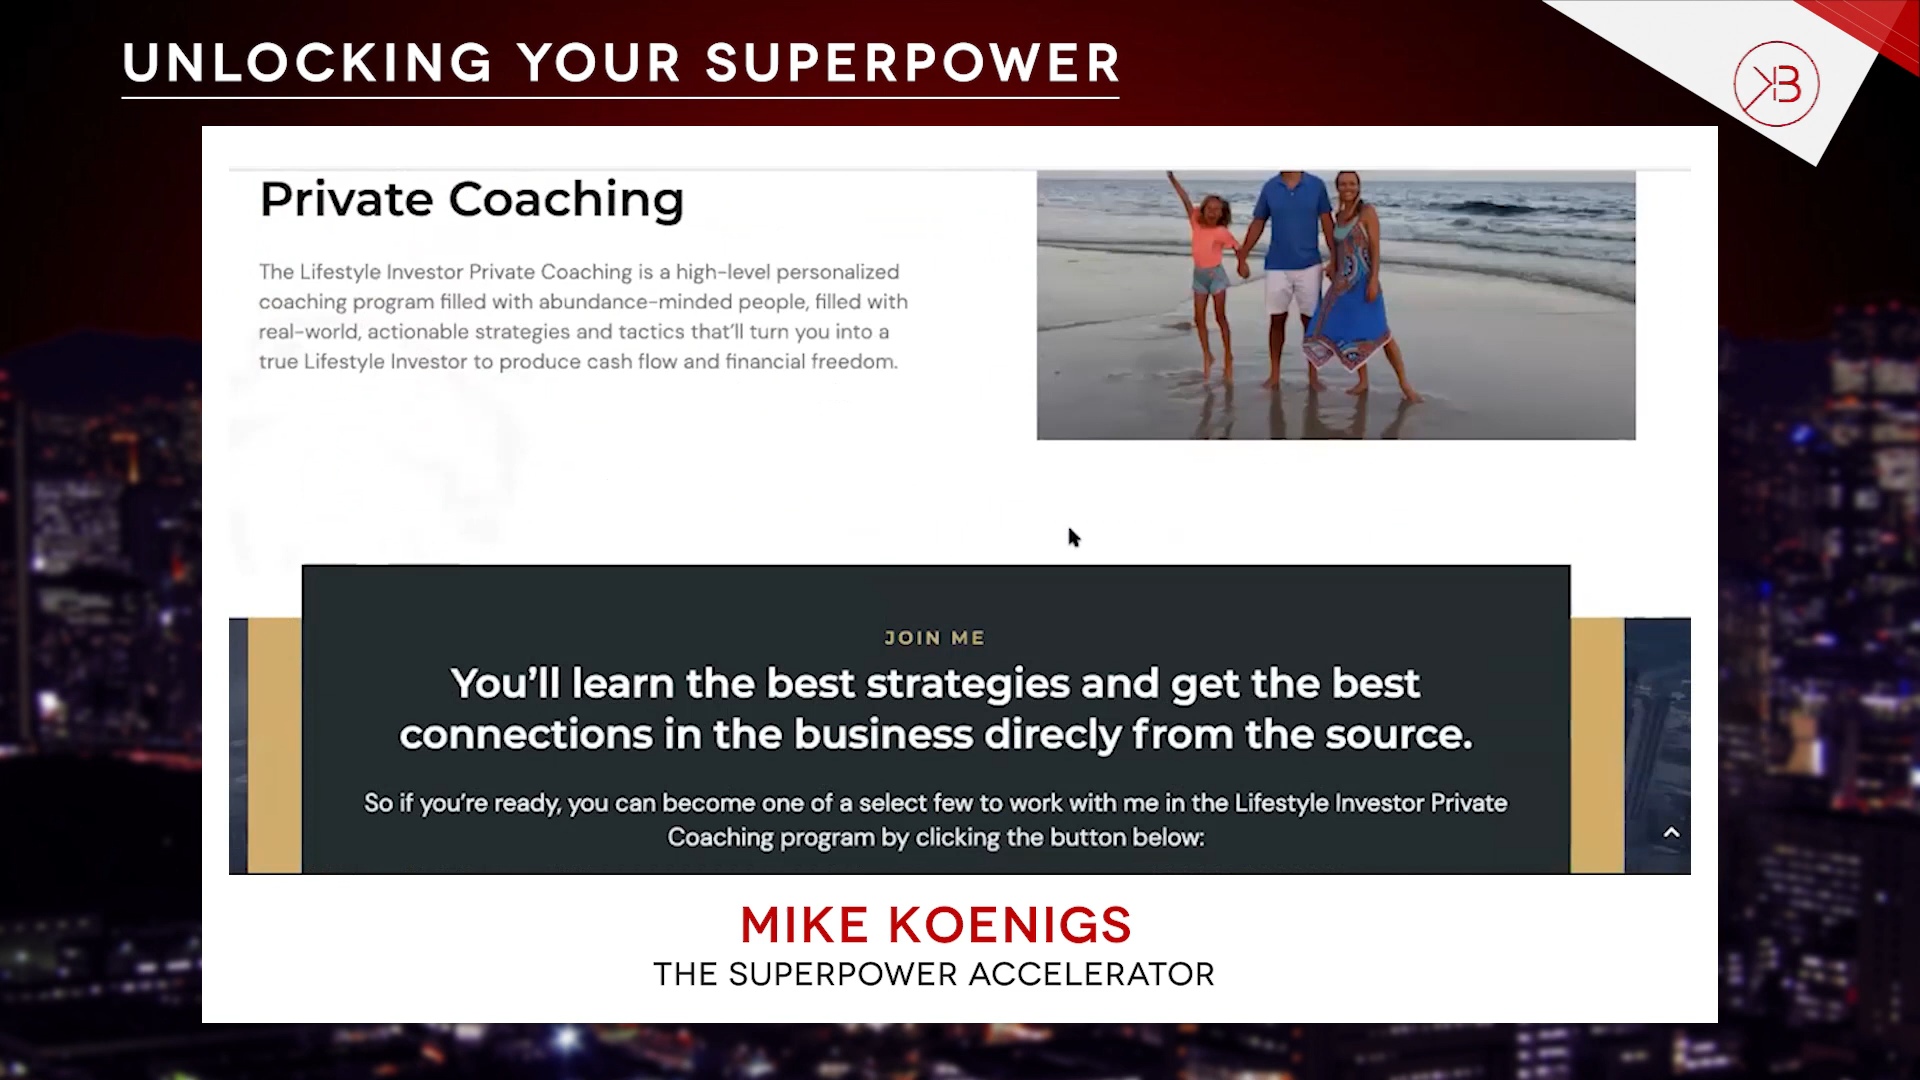 UNLOCKING YOUR SUPERPOWER
KB
Private Coaching
The Lifestyle Investor Private Coaching is a high-level personalized
coaching program filled with abundance-minded people, filled with
real-world, actionable strategies and tactics that'll turn you into a
true Lifestyle Investor to produce cash flow and financial freedom.
JOIN ME
You'll learn the best strategies and get the best
connections in the business direcly from the source.
So if you're ready, you can become one of a select few to work with me in the Lifestyle Investor Private
Coaching program by clicking the button below:
MIKE KOENIGS
THE SUPERPOWER ACCELERATOR